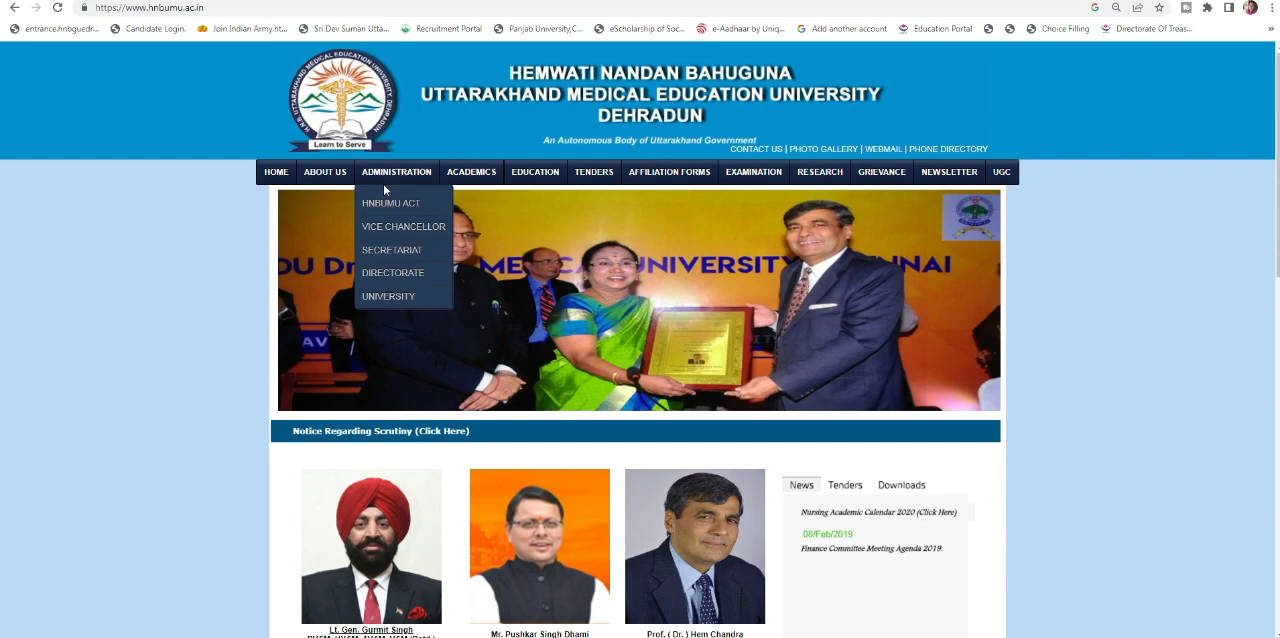 https://www.hnbumu.ac.in
entrance.hnbguedr...
Candidate Login.
Join Indian Army.ht...
Sri Dev Suman Utta...
Recruitment Portal
Panjab University,C...
eScholarship of Soc...
e-Aadhaar by Uniq...
Add another account
Education Portal
Choice Filling
Directorate Of Treas...
»
H.N.B. UTTARAKHAND MEDICAL EDUCATION UNIVERSITY, DEHRADUN
Learn to Serve
HEMWATI NANDAN BAHUGUNA
UTTARAKHAND MEDICAL EDUCATION UNIVERSITY
DEHRADUN
An Autonomous Body of Uttarakhand Government
CONTACT US | PHOTO GALLERY | WEBMAIL | PHONE DIRECTORY
HOME ABOUT US ADMINISTRATION ACADEMICS EDUCATION TENDERS AFFILIATION FORMS EXAMINATION RESEARCH GRIEVANCE NEWSLETTER UGC
HNBUMU ACT
VICE CHANCELLOR
SECRETARIAT
DIRECTORATE
UNIVERSITY
UNIVERSITY
Notice Regarding Scrutiny (Click Here)
News Tenders Downloads
Nursing Academic Calendar 2020 (Click Here)
08/Feb/2019
Finance Committee Meeting Agenda 2019.
Lt. Gen. Gurmit Singh
Mr. Pushkar Singh Dhami
Prof. ( Dr. ) Hem Chandra